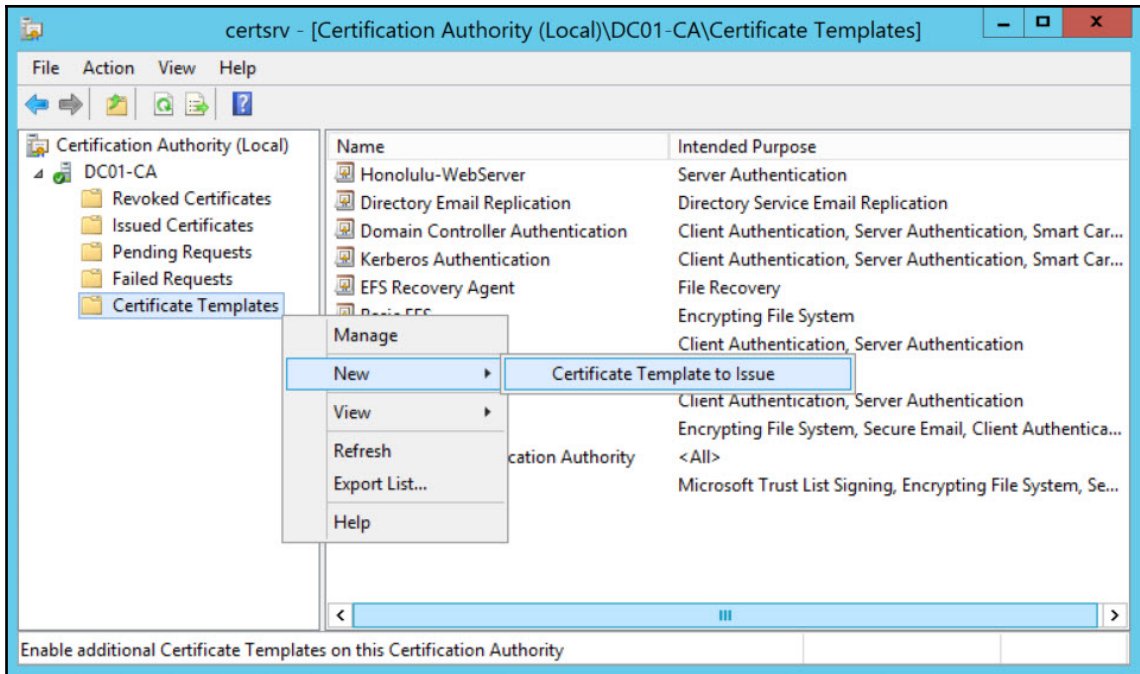 certsrv - [Certification Authority (Local)\DC01-CA\Certificate Templates]
File Action View Help
Certification Authority (Local)
DC01-CA
Revoked Certificates
Issued Certificates
Pending Requests
Failed Requests
Certificate Templates
Name Intended Purpose
Honolulu-WebServer Server Authentication
Directory Email Replication Directory Service Email Replication
Domain Controller Authentication Client Authentication, Server Authentication, Smart Car...
Kerberos Authentication Client Authentication, Server Authentication, Smart Car...
EFS Recovery Agent File Recovery
Basic EFS Encrypting File System
Client Authentication, Server Authentication
Client Authentication, Server Authentication
Encrypting File System, Secure Email, Client Authentica...
cation Authority <All>
Microsoft Trust List Signing, Encrypting File System, Se...
Manage
New
Certificate Template to Issue
View
Refresh
Export List...
Help
Enable additional Certificate Templates on this Certification Authority